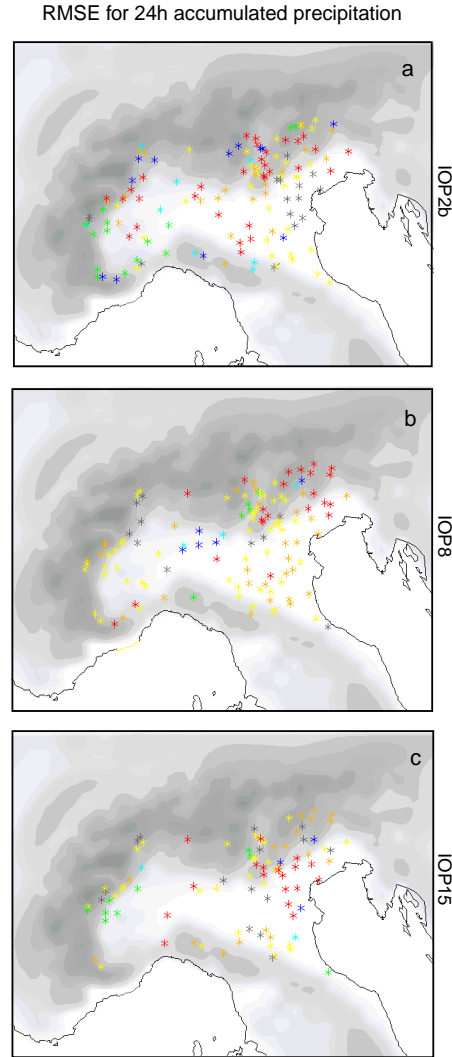 RMSE for 24h accumulated precipitation
a
IOP2b
b
IOP8
c
IOP15